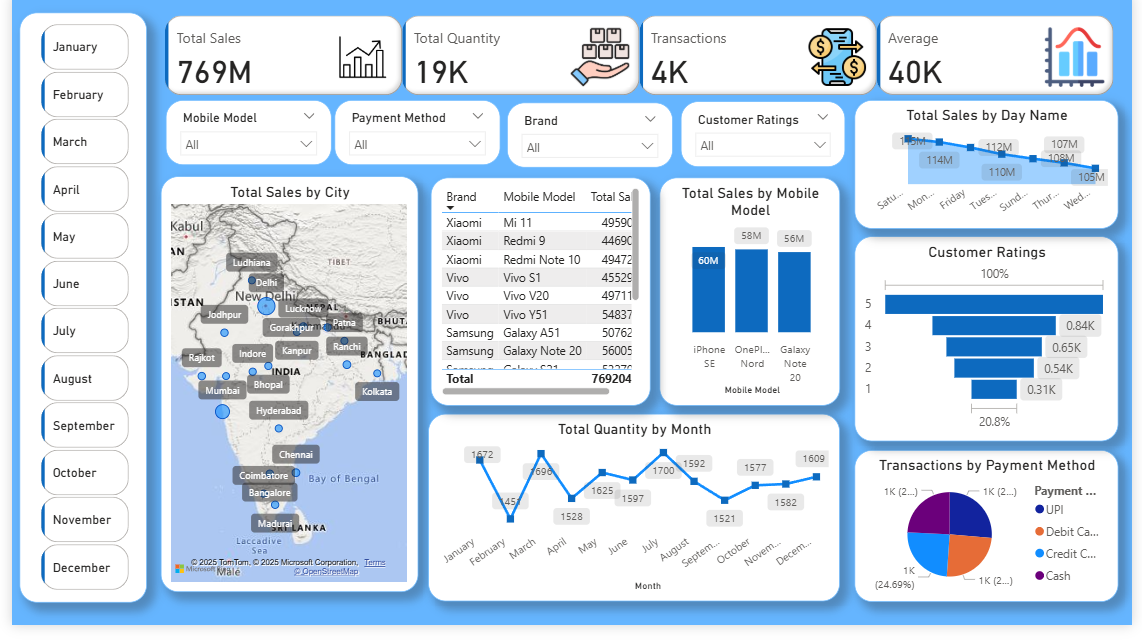 January
February
March
April
May
June
July
August
September
October
November
December
Total Sales
769M
Total Quantity
19K
Transactions
4K
Average
40K
Mobile Model
All
Payment Method
All
Brand
All
Customer Ratings
All
Total Sales by City
Kabul
TIBET
ISTAN
NEPAL
BHUT
BANGLAD
INDIA
New Delhi
Ludhiana
Delhi
Lucknow
Jodhpur
Gorakhpur
Patna
Rajkot
Indore
Kanpur
Ranchi
Bhopal
Mumbai
Kolkata
Hyderabad
Chennai
Coimbatore
Bay of Bengal
Bangalore
Madurai
SRI LANKA
Laccadive
Sea
© 2025 TomTom, © 2025 Microsoft Corporation, Terms
© OpenStreetMap
Male
Brand Mobile Model Total Sa
Xiaomi Mi 11 49590
Xiaomi Redmi 9 44690
Xiaomi Redmi Note 10 49472
Vivo Vivo S1 45529
Vivo Vivo V20 49711
Vivo Vivo Y51 54837
Samsung Galaxy A51 50762
Samsung Galaxy Note 20 56005
Total 769204
Total Sales by Mobile
Model
60M
58M
56M
iPhone
SE
OnePl...
Nord
Galaxy
Note
20
Mobile Model
Total Quantity by Month
1672
1696
1528
1625
1597
1700
1592
1521
1577
1582
1609
January
February
March
April
May
June
July
August
Septem...
October
Novem...
Decem...
Month
Total Sales by Day Name
114M
112M
110M
107M
108M
105M
Satu...
Mon...
Friday
Tues...
Sund...
Thur...
Wed...
Customer Ratings
100%
5
4 0.84K
3 0.65K
2 0.54K
1 0.31K
20.8%
Transactions by Payment Method
1K (2...)
1K (2...)
1K
(24.69%)
1K (2...)
Payment ...
UPI
Debit Ca...
Credit C...
Cash